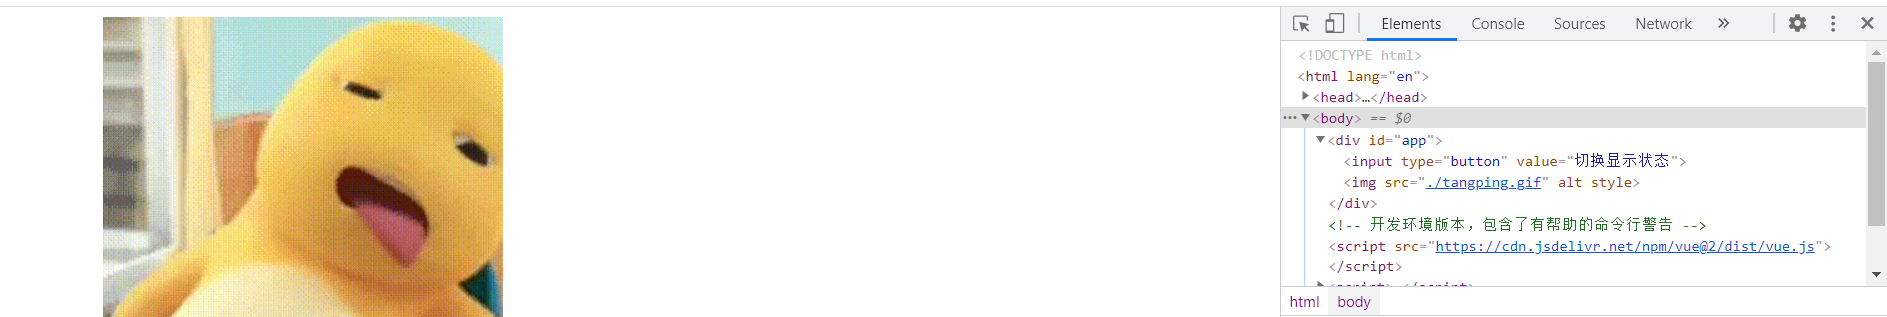 Elements Console Sources Network
<!DOCTYPE html>
<html lang="en">
<head>…</head>
<body> == $0
<div id="app">
<input type="button" value="切换显示状态">
<img src="./tangping.gif" alt style>
</div>
<!-- 开发环境版本，包含了有帮助的命令行警告 -->
<script src="https://cdn.jsdelivr.net/npm/vue@2/dist/vue.js">
</script>
<script>…</script>
html body